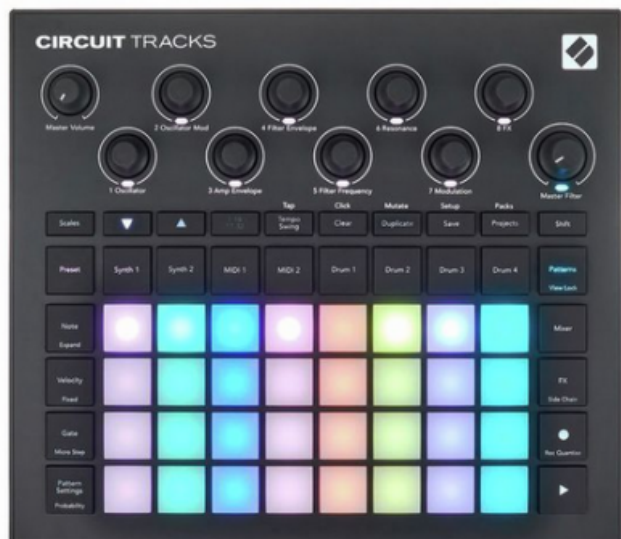 CIRCUIT TRACKS
Master Volume
2 Oscillator Mod
4 Filter Envelope
6 Resonance
8 FX
1 Oscillator
3 Amp Envelope
5 Filter Frequency
7 Modulation
Master Filter
Tap
Click
Mutate
Setup
Packs
Scales
Tempo
Swing
Clear
Duplicate
Save
Projects
Shift
Preset
Synth 1
Synth 2
MIDI 1
MIDI 2
Drum 1
Drum 2
Drum 3
Drum 4
Patterns
View Lock
Note
Expand
Mixer
Velocity
Fixed
FX
Side Chain
Gate
Micro Step
Rec Quantise
Pattern
Settings
Probability